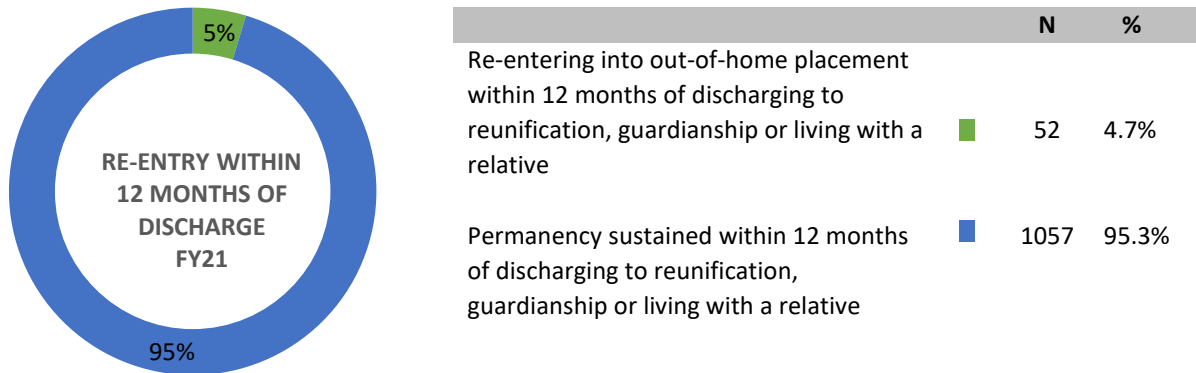 5%
RE-ENTRY WITHIN
12 MONTHS OF
DISCHARGE
FY21
95%
N %
Re-entering into out-of-home placement
within 12 months of discharging to
reunification, guardianship or living with a
relative
52 4.7%
Permanency sustained within 12 months
of discharging to reunification,
guardianship or living with a relative
1057 95.3%